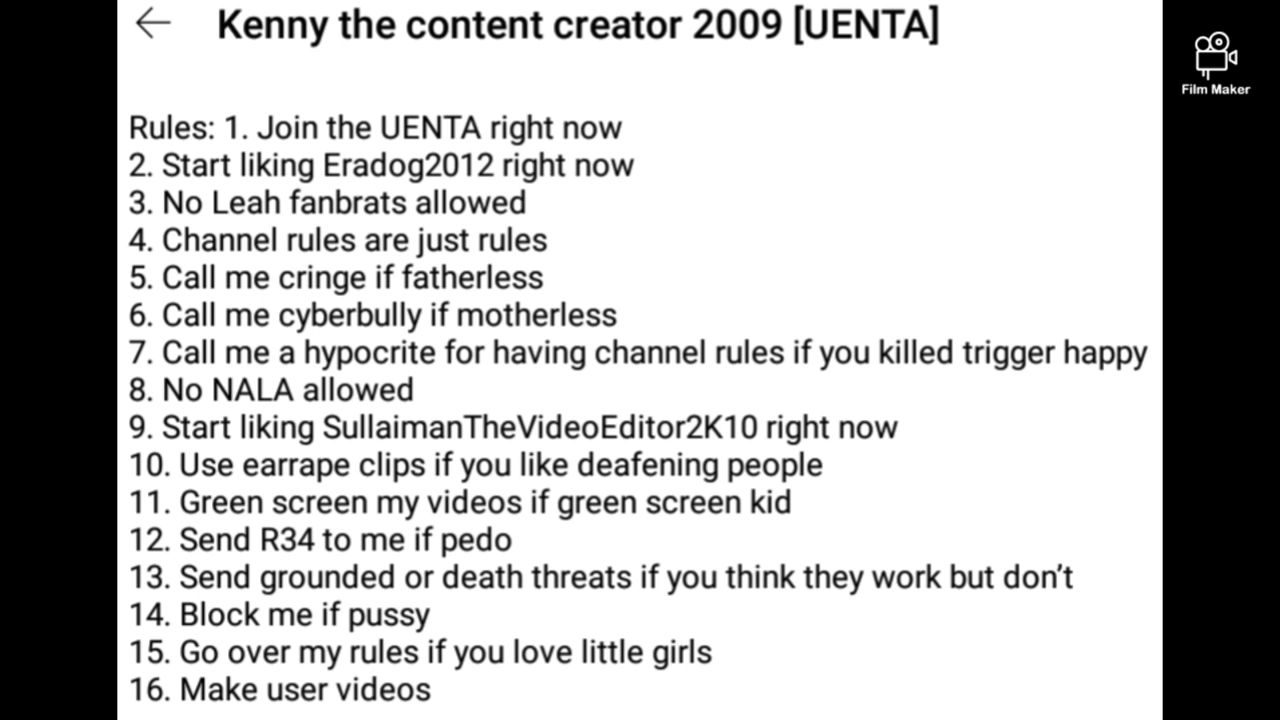 Kenny the content creator 2009 [UENTA]
Film Maker
Rules: 1. Join the UENTA right now
2. Start liking Eradog2012 right now
3. No Leah fanbrats allowed
4. Channel rules are just rules
5. Call me cringe if fatherless
6. Call me cyberbully if motherless
7. Call me a hypocrite for having channel rules if you killed trigger happy
8. No NALA allowed
9. Start liking SullaimanTheVideoEditor2K10 right now
10. Use earrape clips if you like deafening people
11. Green screen my videos if green screen kid
12. Send R34 to me if pedo
13. Send grounded or death threats if you think they work but don't
14. Block me if pussy
15. Go over my rules if you love little girls
16. Make user videos